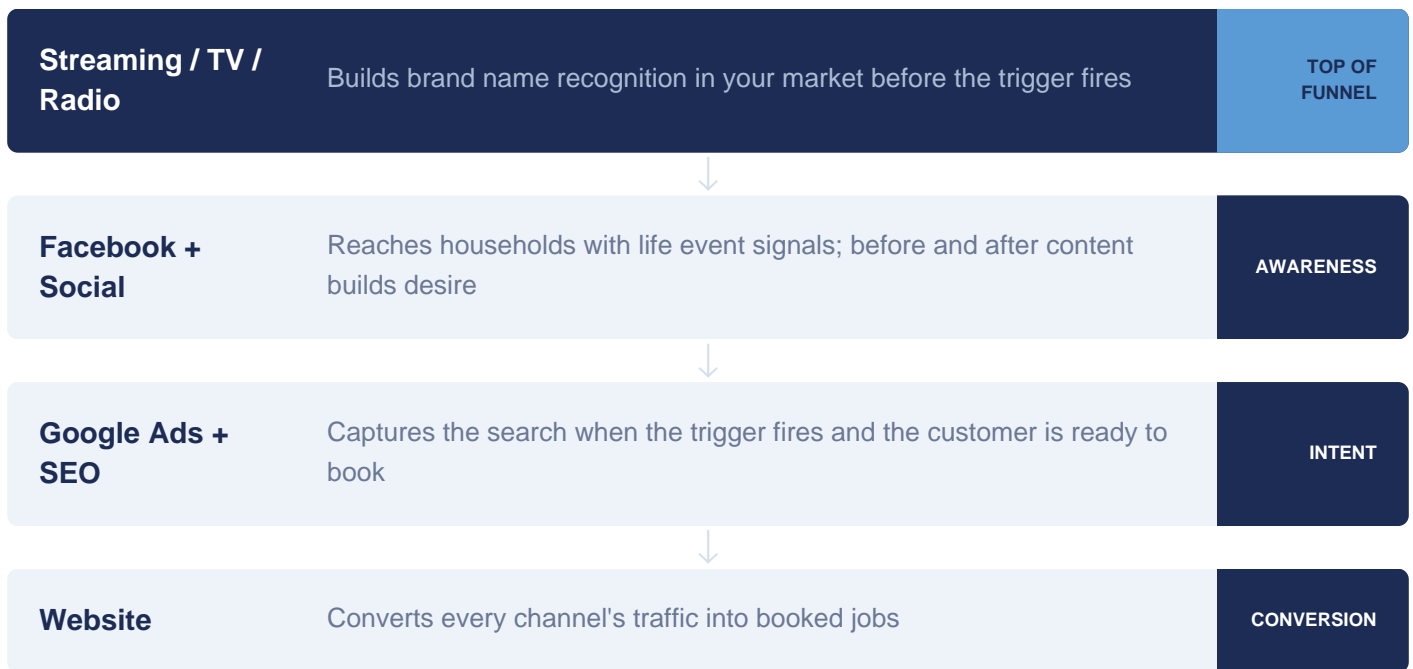 Streaming / TV /
Radio
Builds brand name recognition in your market before the trigger fires
TOP OF
FUNNEL
Facebook +
Social
Reaches households with life event signals; before and after content
builds desire
AWARENESS
Google Ads +
SEO
Captures the search when the trigger fires and the customer is ready to
book
INTENT
Website
Converts every channel's traffic into booked jobs
CONVERSION